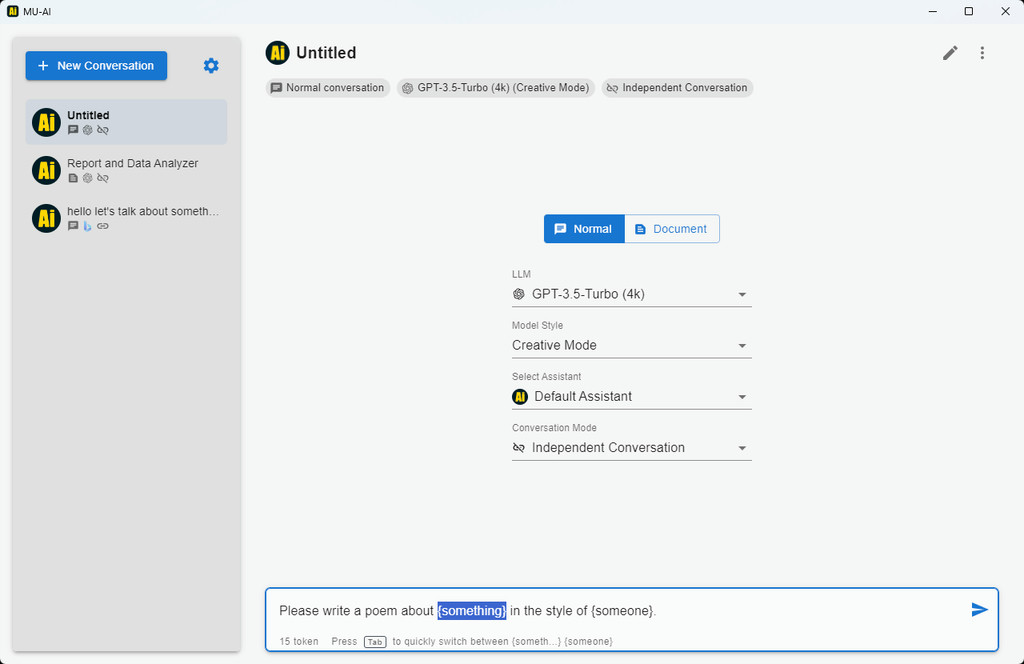 Ai MU-AI
+ New Conversation
Ai Untitled
Ai Report and Data Analyzer
Ai hello let's talk about someth...
Ai Untitled
Normal conversation GPT-3.5-Turbo (4k) (Creative Mode) Independent Conversation
Normal Document
LLM
GPT-3.5-Turbo (4k)
Model Style
Creative Mode
Select Assistant
Ai Default Assistant
Conversation Mode
Independent Conversation
Please write a poem about {something} in the style of {someone}.
15 token Press Tab to quickly switch between {someth...} {someone}